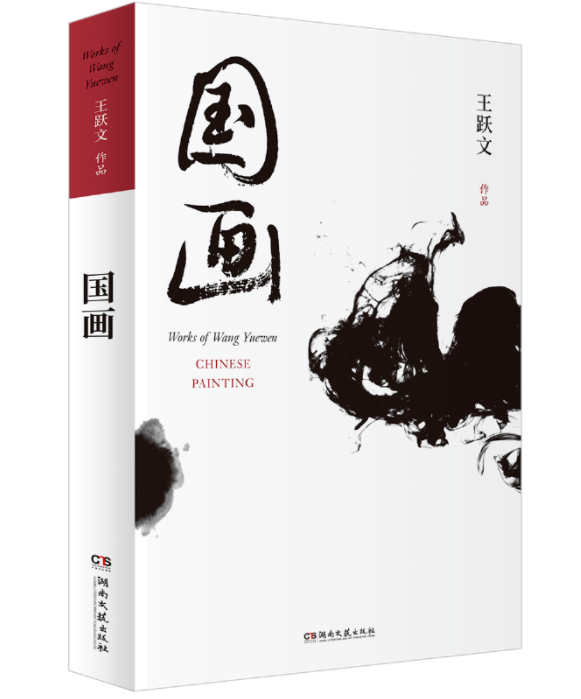 Works of
Wang
Yuewen
王跃文
作品
国画
CNS
湖南文艺出版社
国画
Works of Wang Yuewen
CHINESE
PAINTING
王跃文
作品
CNS
湖南文艺出版社